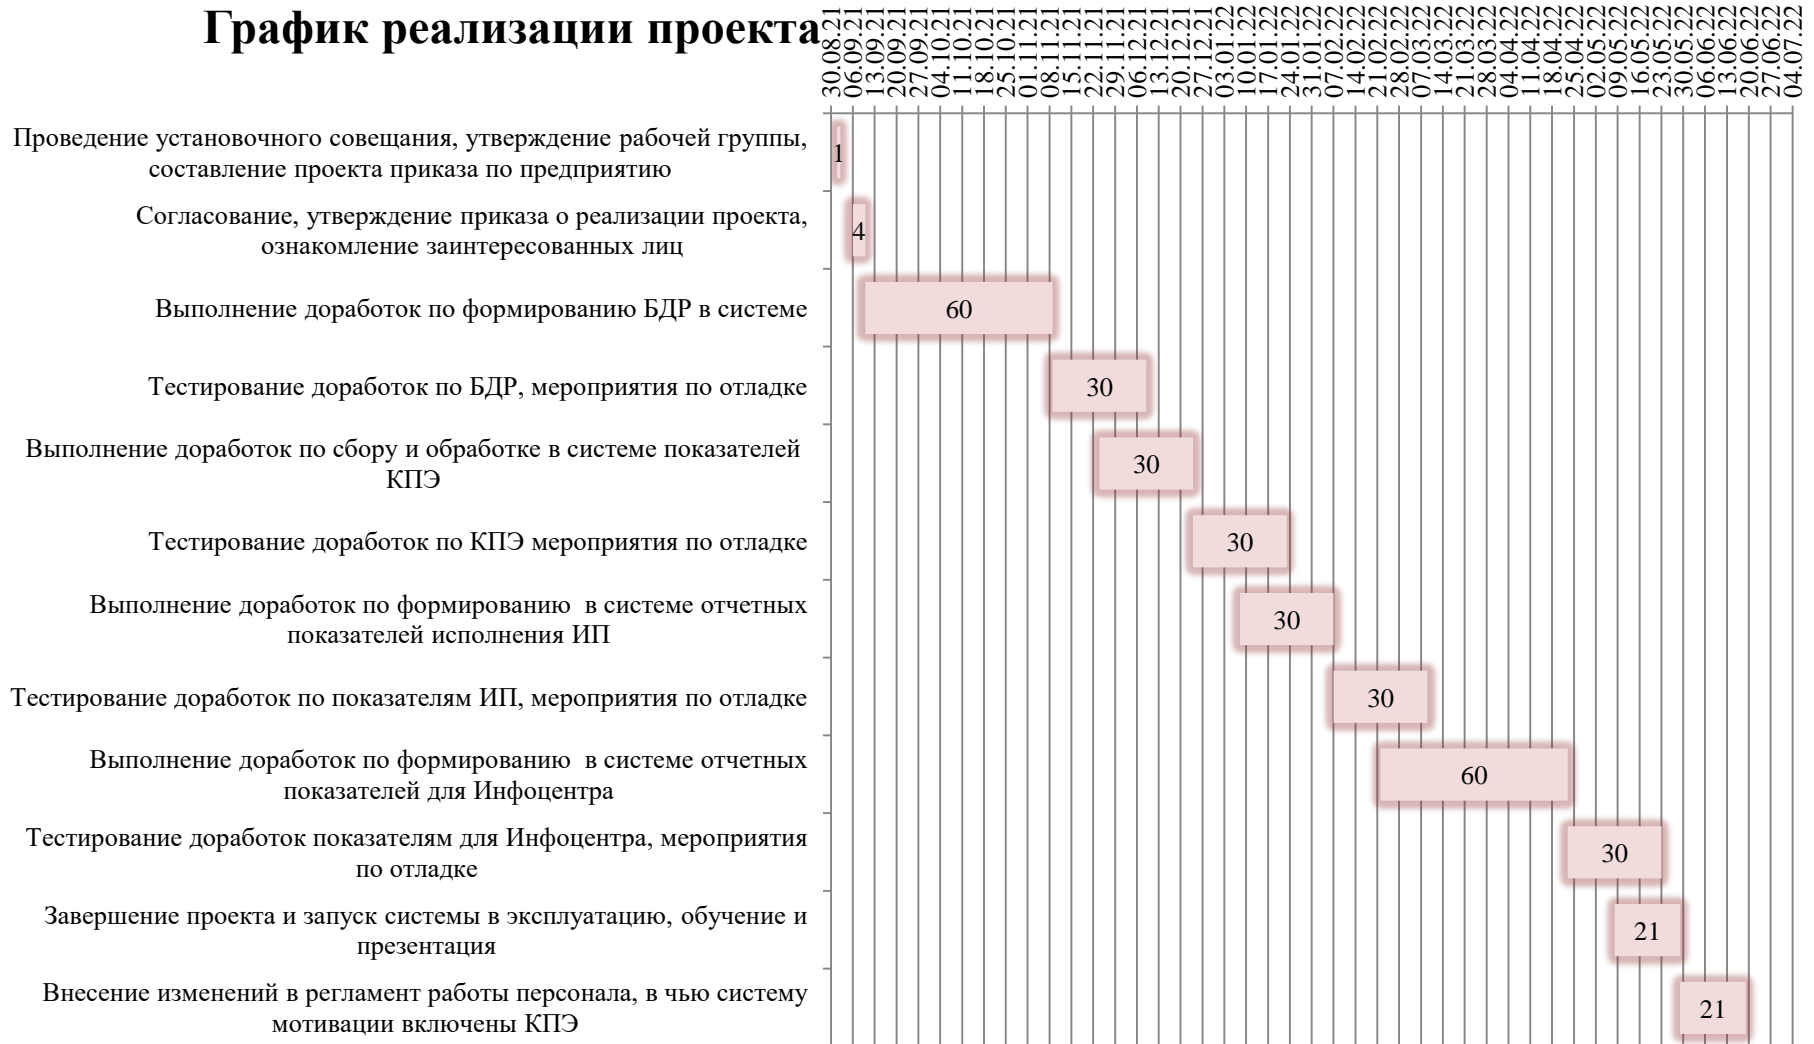 График реализации проекта
30.08.21
06.09.21
13.09.21
20.09.21
27.09.21
04.10.21
11.10.21
18.10.21
25.10.21
01.11.21
08.11.21
15.11.21
22.11.21
29.11.21
06.12.21
13.12.21
20.12.21
27.12.21
03.01.22
10.01.22
17.01.22
24.01.22
31.01.22
07.02.22
14.02.22
21.02.22
28.02.22
07.03.22
14.03.22
21.03.22
28.03.22
04.04.22
11.04.22
18.04.22
25.04.22
02.05.22
09.05.22
16.05.22
23.05.22
30.05.22
06.06.22
13.06.22
20.06.22
27.06.22
04.07.22
Проведение установочного совещания, утверждение рабочей группы,
составление проекта приказа по предприятию
1
Согласование, утверждение приказа о реализации проекта,
ознакомление заинтересованных лиц
4
Выполнение доработок по формированию БДР в системе
60
Тестирование доработок по БДР, мероприятия по отладке
30
Выполнение доработок по сбору и обработке в системе показателей
КПЭ
30
Тестирование доработок по КПЭ мероприятия по отладке
30
Выполнение доработок по формированию в системе отчетных
показателей исполнения ИП
30
Тестирование доработок по показателям ИП, мероприятия по отладке
30
Выполнение доработок по формированию в системе отчетных
показателей для Инфоцентра
60
Тестирование доработок показателям для Инфоцентра, мероприятия
по отладке
30
Завершение проекта и запуск системы в эксплуатацию, обучение и
презентация
21
Внесение изменений в регламент работы персонала, в чью систему
мотивации включены КПЭ
21